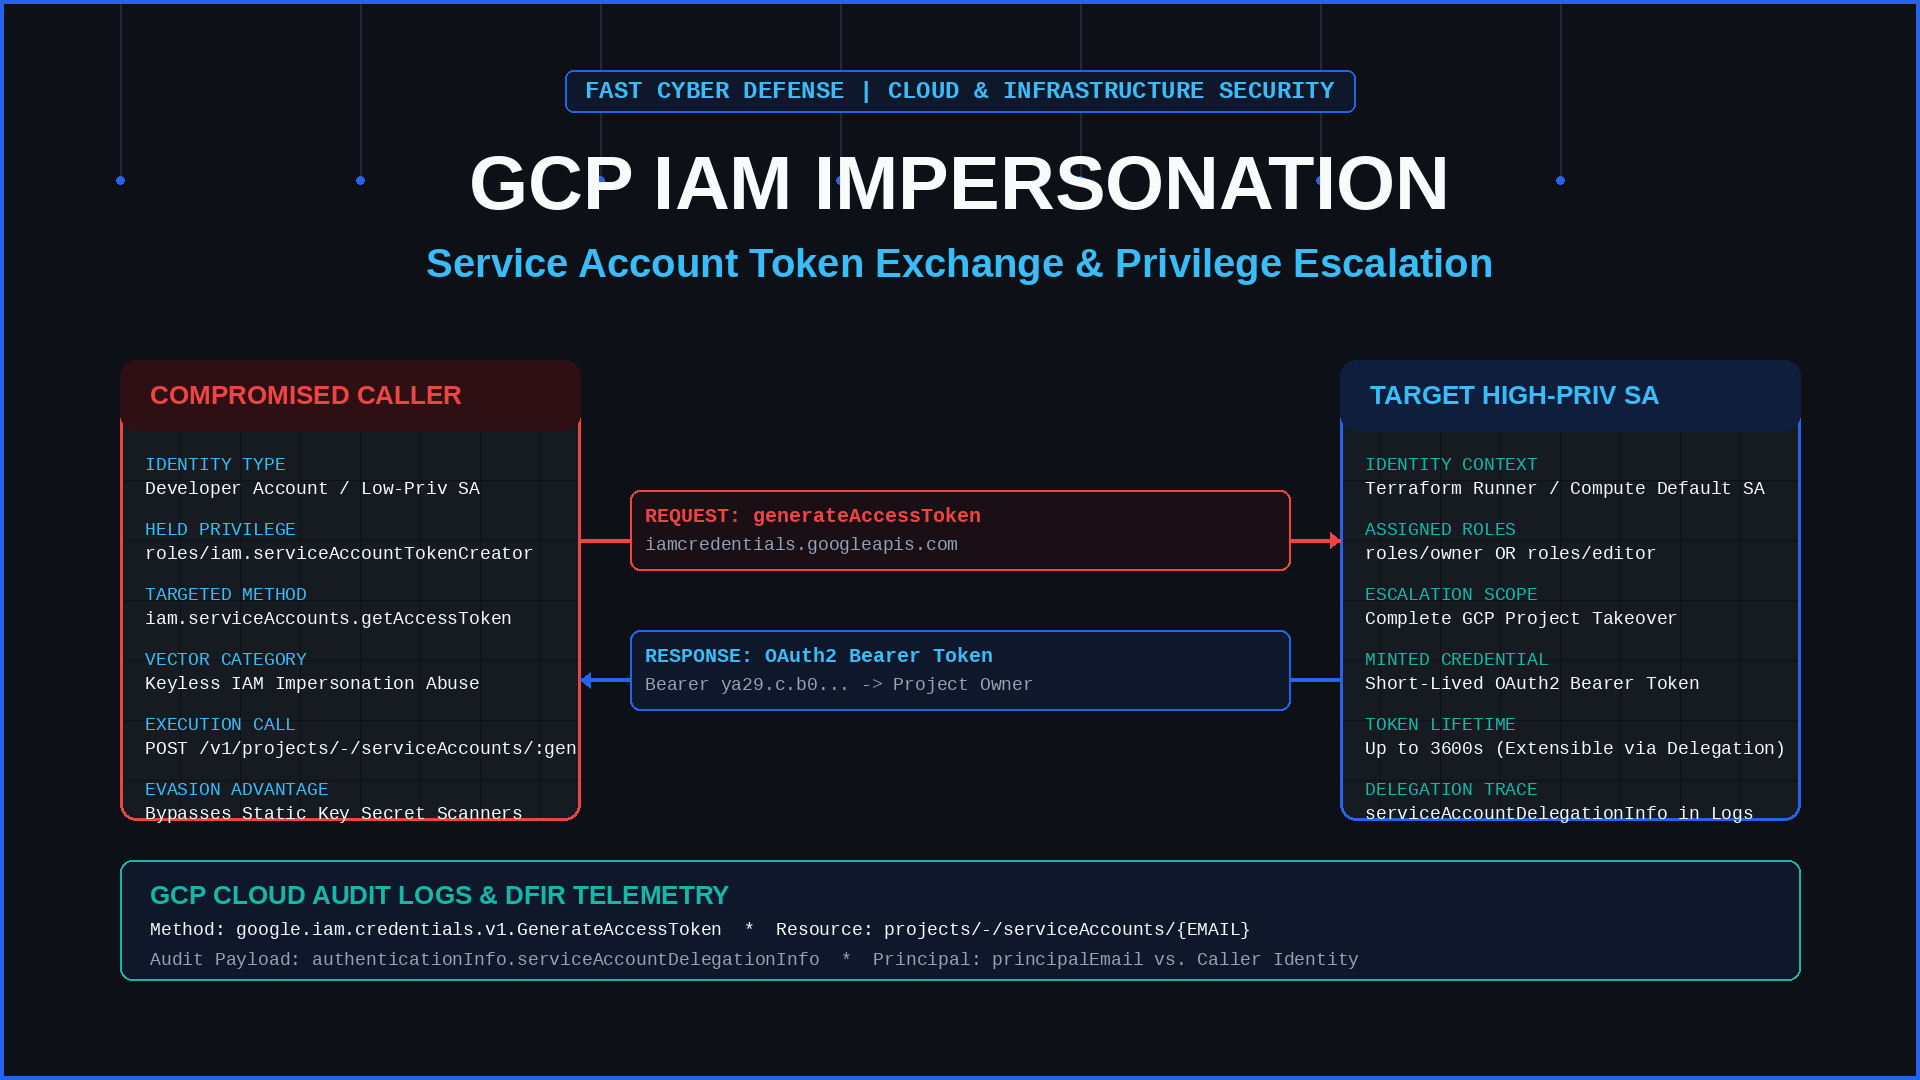 FAST CYBER DEFENSE | CLOUD & INFRASTRUCTURE SECURITY
GCP IAM IMPERSONATION
Service Account Token Exchange & Privilege Escalation
COMPROMISED CALLER
IDENTITY TYPE
Developer Account / Low-Priv SA
HELD PRIVILEGE
roles/iam.serviceAccountTokenCreator
TARGETED METHOD
iam.serviceAccounts.getAccessToken
VECTOR CATEGORY
Keyless IAM Impersonation Abuse
EXECUTION CALL
POST /v1/projects/-/serviceAccounts/:gen
EVASION ADVANTAGE
Bypasses Static Key Secret Scanners
REQUEST: generateAccessToken
iamcredentials.googleapis.com
RESPONSE: OAuth2 Bearer Token
Bearer ya29.c.b0... -> Project Owner
TARGET HIGH-PRIV SA
IDENTITY CONTEXT
Terraform Runner / Compute Default SA
ASSIGNED ROLES
roles/owner OR roles/editor
ESCALATION SCOPE
Complete GCP Project Takeover
MINTED CREDENTIAL
Short-Lived OAuth2 Bearer Token
TOKEN LIFETIME
Up to 3600s (Extensible via Delegation)
DELEGATION TRACE
serviceAccountDelegationInfo in Logs
GCP CLOUD AUDIT LOGS & DFIR TELEMETRY
Method: google.iam.credentials.v1.GenerateAccessToken * Resource: projects/-/serviceAccounts/{EMAIL}
Audit Payload: authenticationInfo.serviceAccountDelegationInfo * Principal: principalEmail vs. Caller Identity